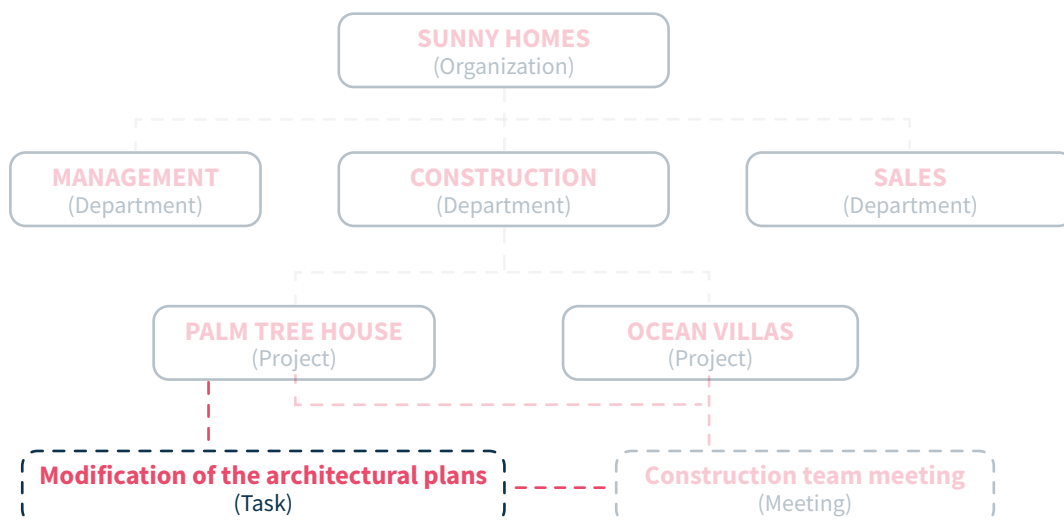 SUNNY HOMES
(Organization)
MANAGEMENT
(Department)
CONSTRUCTION
(Department)
SALES
(Department)
PALM TREE HOUSE
(Project)
OCEAN VILLAS
(Project)
Modification of the architectural plans
(Task)
Construction team meeting
(Meeting)